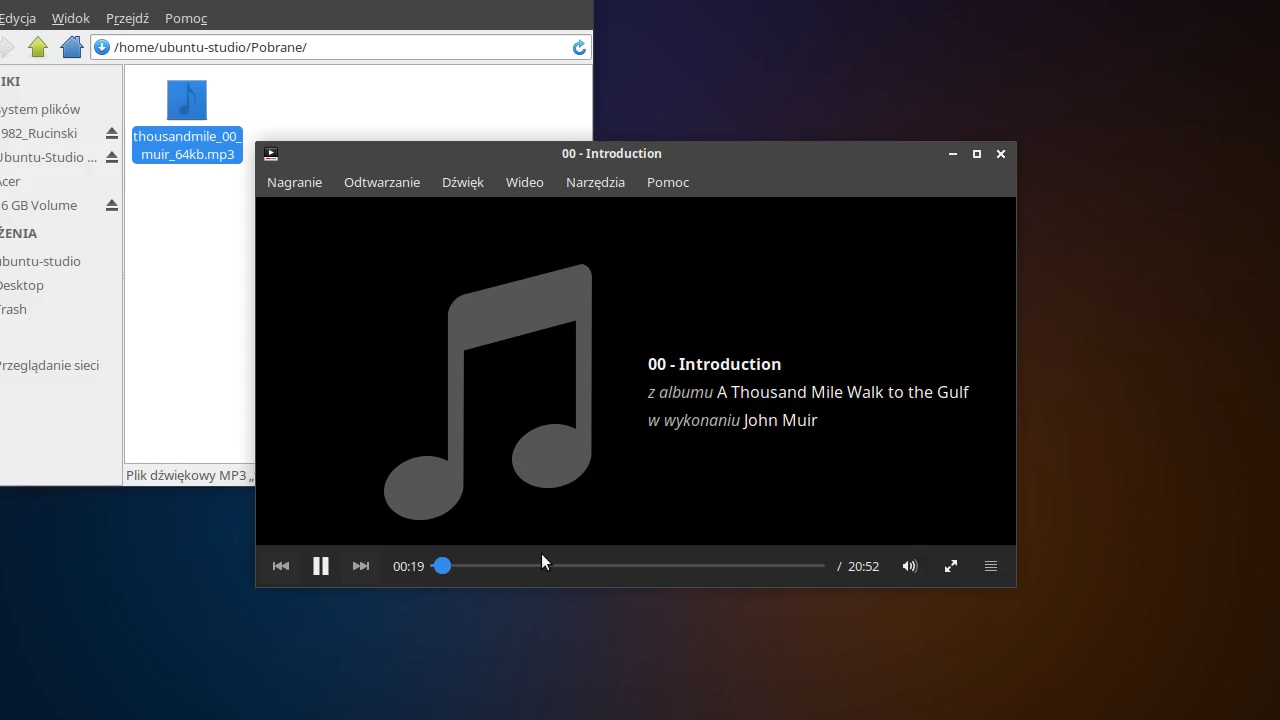 Edycja Widok Przejdź Pomoc
/home/ubuntu-studio/Pobrane/
IKI
ystem plików
982_Rucinski
Ubuntu-Studio ...
Acer
6 GB Volume
ŻENIA
ubuntu-studio
Desktop
Trash
Przeglądanie sieci
thousandmile_00_
muir_64kb.mp3
Plik dźwiękowy MP3 „
00 - Introduction
Nagranie Odtwarzanie Dźwięk Wideo Narzędzia Pomoc
00 - Introduction
z albumu A Thousand Mile Walk to the Gulf
w wykonaniu John Muir
00:19 / 20:52